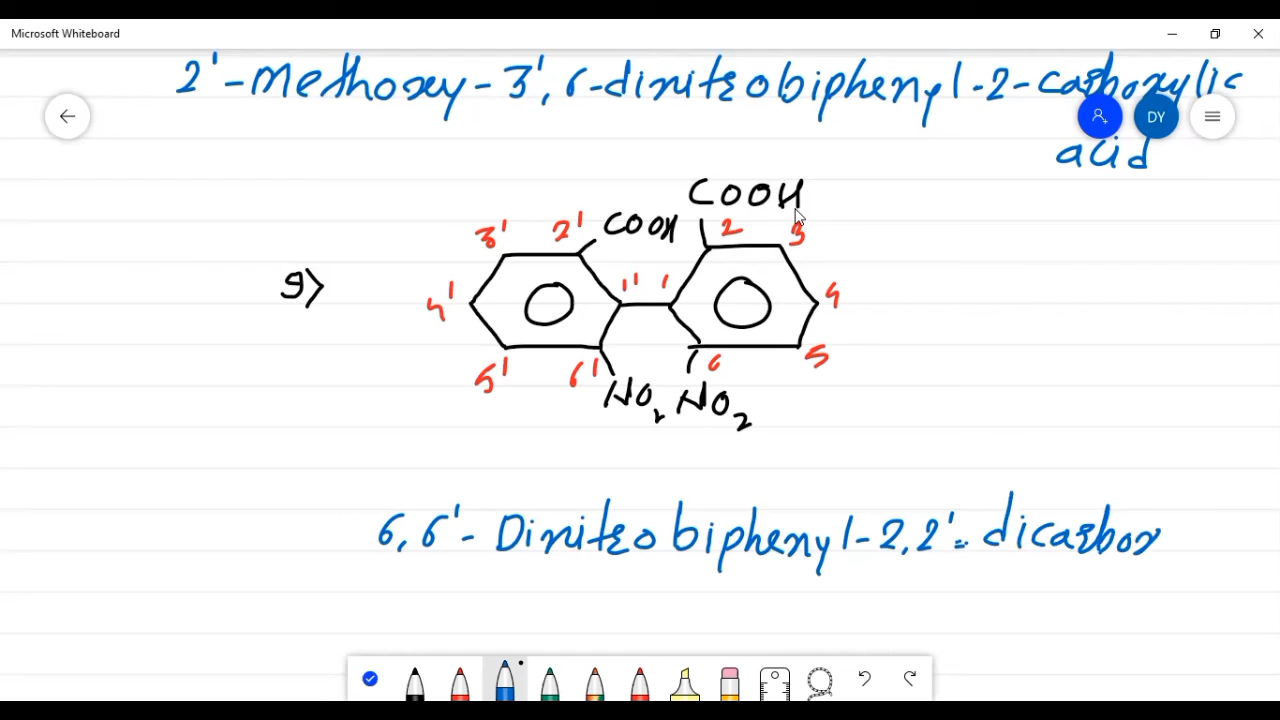 Microsoft Whiteboard
2'-Methoxy-3',6-dinitrobiphenyl-2-carboxylic
DY
acid
COOH
3' 2' COOH 2 3
9) 4' 1' 1 4
5' 6' 6 5
NO2 NO2
6,6'-Dinitrobiphenyl-2,2'-dicarbox